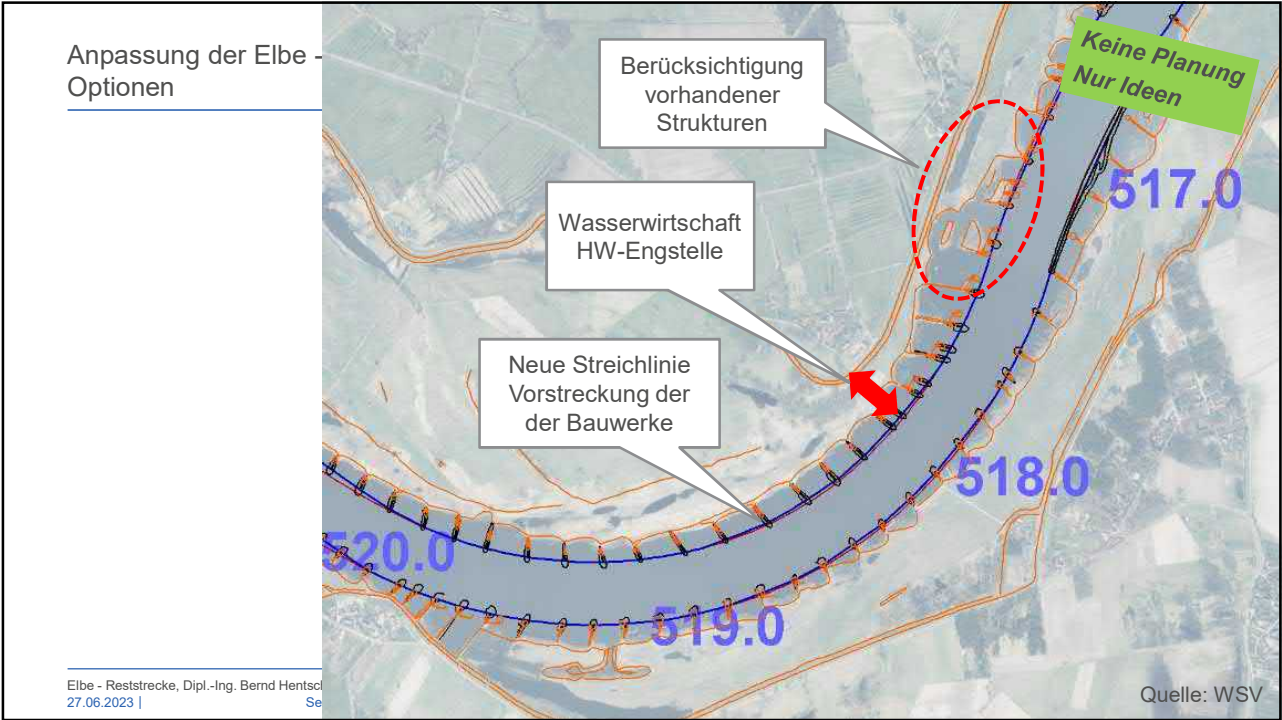 Anpassung der Elbe -
Optionen
Keine Planung
Nur Ideen
Berücksichtigung
vorhandener
Strukturen
517.0
Wasserwirtschaft
HW-Engstelle
Neue Streichlinie
Vorstreckung der
der Bauwerke
518.0
520.0
519.0
Elbe - Reststrecke, Dipl.-Ing. Bernd
27.06.2023 |
Quelle: WSV